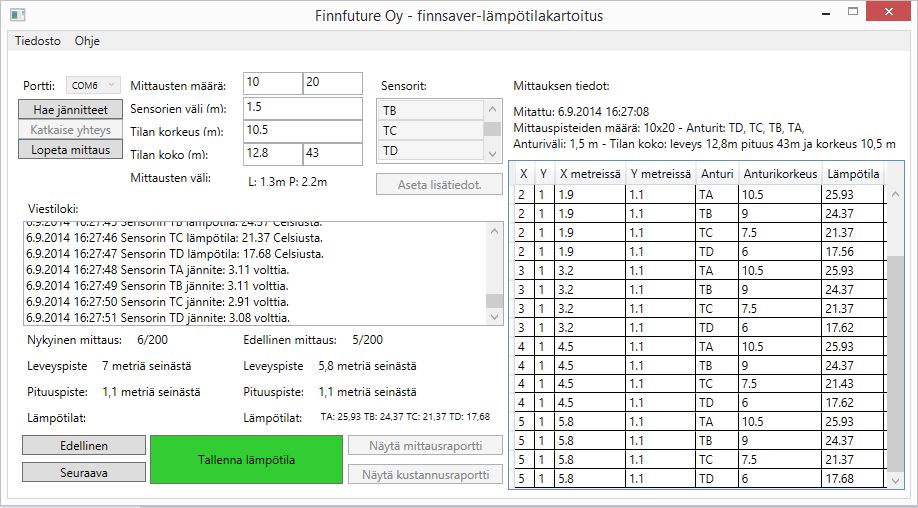 Finnfuture Oy - finnsaver-lämpötilakartoitus
Tiedosto Ohje
Portti: COM6
Hae jännitteet
Katkaise yhteys
Lopeta mittaus
Mittausten määrä: 10 20
Sensorien väli (m): 1.5
Tilan korkeus (m): 10.5
Tilan koko (m): 12.8 43
Mittausten väli: L: 1.3m P: 2.2m
Sensorit:
TB
TC
TD
Aseta lisätiedot.
Viestiloki:
6.9.2014 16:27:45 Sensorin TB lämpötila: 24.37 Celsiusta.
6.9.2014 16:27:46 Sensorin TC lämpötila: 21.37 Celsiusta.
6.9.2014 16:27:47 Sensorin TD lämpötila: 17.68 Celsiusta.
6.9.2014 16:27:48 Sensorin TA jännite: 3.11 volttia.
6.9.2014 16:27:49 Sensorin TB jännite: 3.11 volttia.
6.9.2014 16:27:50 Sensorin TC jännite: 2.91 volttia.
6.9.2014 16:27:51 Sensorin TD jännite: 3.08 volttia.
Nykyinen mittaus: 6/200 Edellinen mittaus: 5/200
Leveyspiste 7 metriä seinästä Leveyspiste 5,8 metriä seinästä
Pituuspiste: 1,1 metriä seinästä Pituuspiste: 1,1 metriä seinästä
Lämpötilat: Lämpötilat: TA: 25,93 TB: 24,37 TC: 21,37 TD: 17,68
Edellinen
Seuraava
Tallenna lämpötila
Näytä mittausraportti
Näytä kustannusraportti
Mittauksen tiedot:
Mitattu: 6.9.2014 16:27:08
Mittauspisteiden määrä: 10x20 - Anturit: TD, TC, TB, TA,
Anturiväli: 1,5 m - Tilan koko: leveys 12,8m pituus 43m ja korkeus 10,5 m
X Y X metreissä Y metreissä Anturi Anturikorkeus Lämpötila
2 1 1.9 1.1 TA 10.5 25.93
2 1 1.9 1.1 TB 9 24.37
2 1 1.9 1.1 TC 7.5 21.37
2 1 1.9 1.1 TD 6 17.56
3 1 3.2 1.1 TA 10.5 25.93
3 1 3.2 1.1 TB 9 24.37
3 1 3.2 1.1 TC 7.5 21.37
3 1 3.2 1.1 TD 6 17.62
4 1 4.5 1.1 TA 10.5 25.93
4 1 4.5 1.1 TB 9 24.37
4 1 4.5 1.1 TC 7.5 21.43
4 1 4.5 1.1 TD 6 17.62
5 1 5.8 1.1 TA 10.5 25.93
5 1 5.8 1.1 TB 9 24.37
5 1 5.8 1.1 TC 7.5 21.37
5 1 5.8 1.1 TD 6 17.68